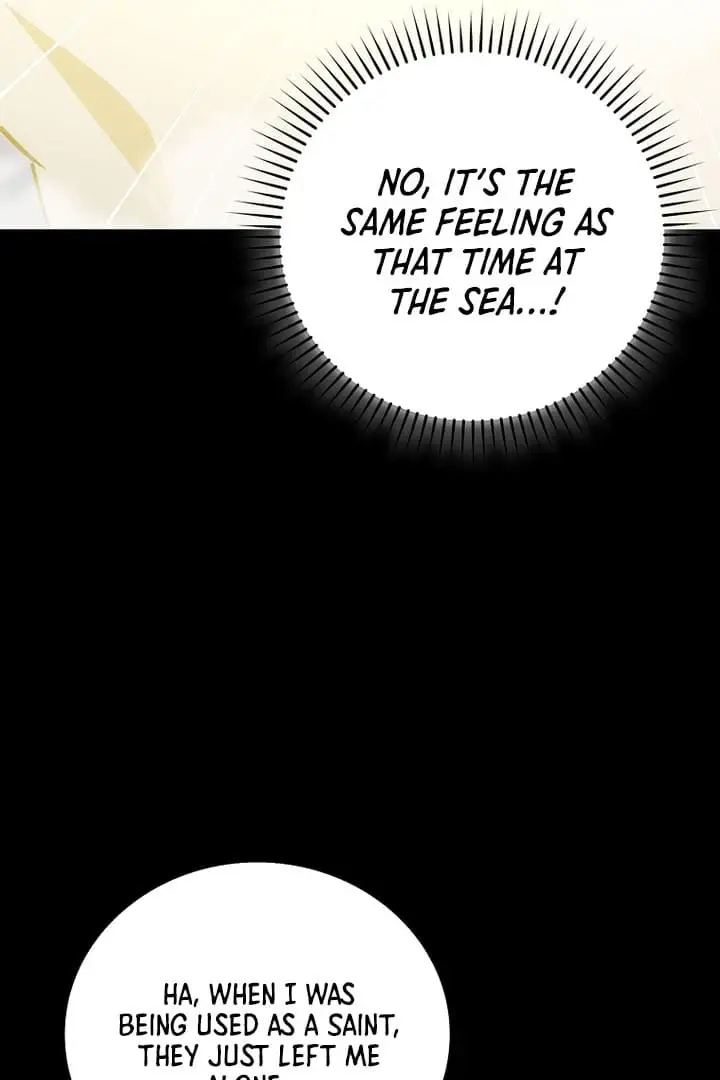 NO, IT'S THE
SAME FEELING AS
THAT TIME AT
THE SEA...!
HA, WHEN I WAS
BEING USED AS A SAINT,
THEY JUST LEFT ME
ALONE